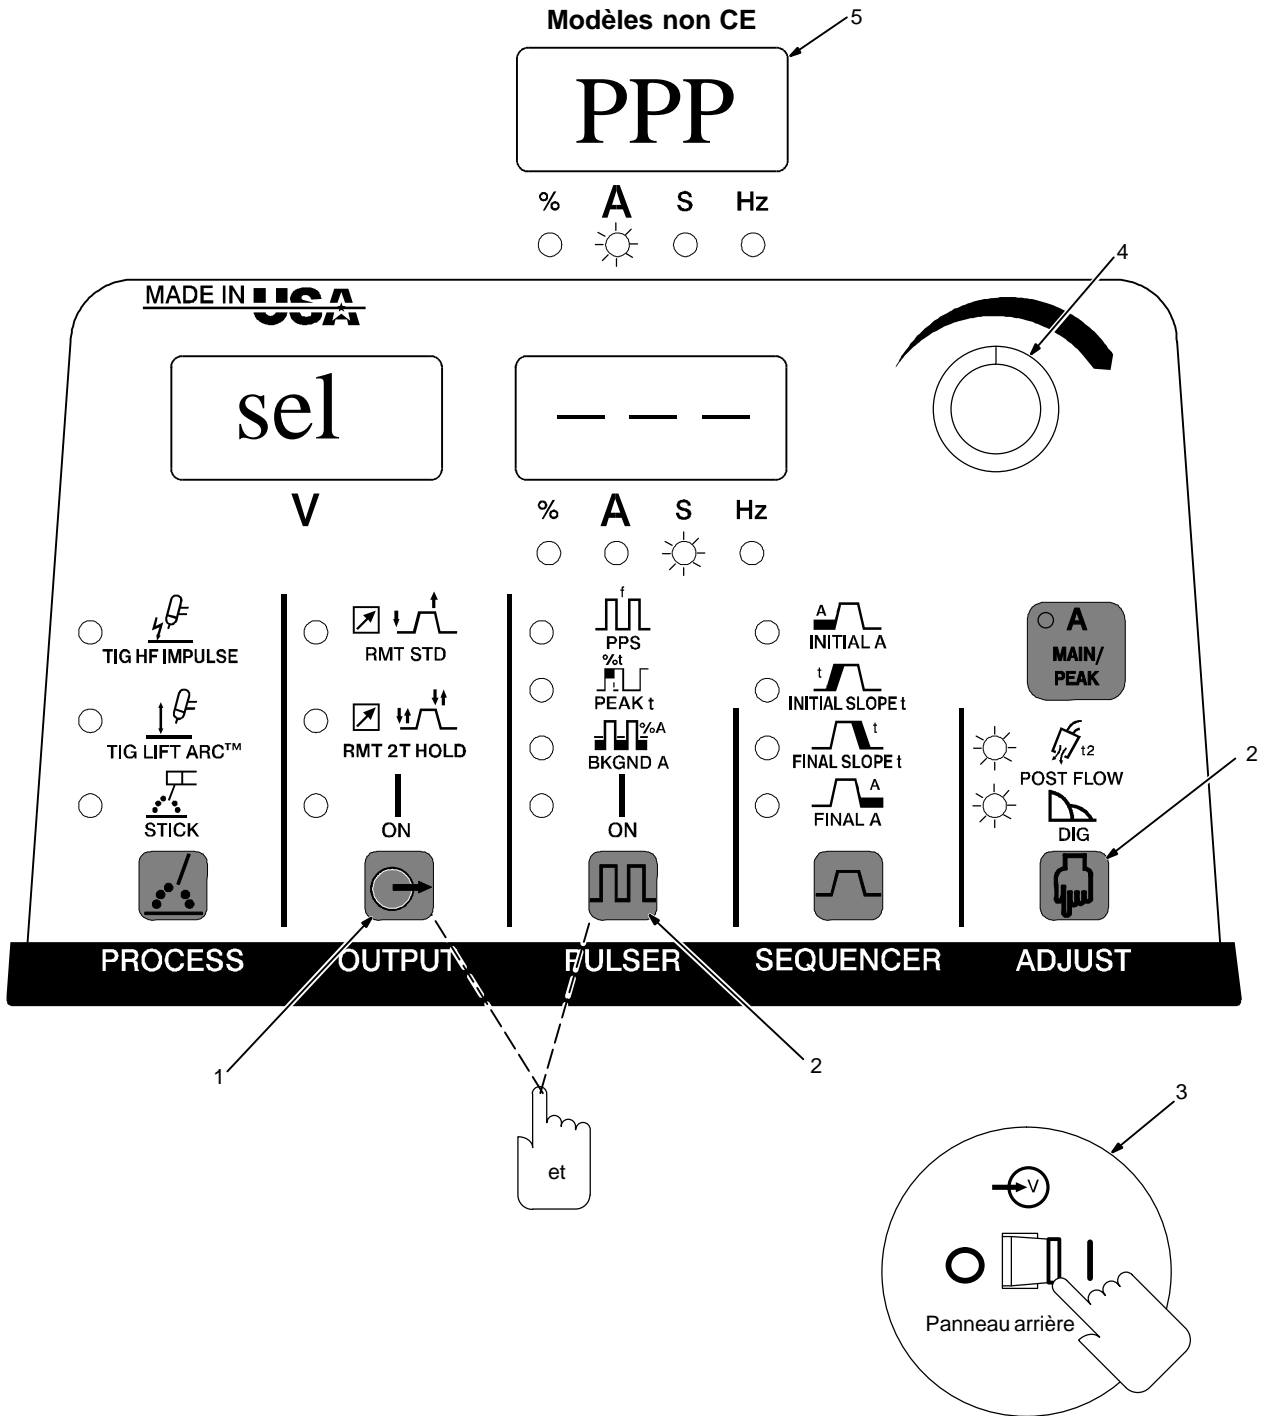 Modèles non CE
5
PPP
% A S Hz
4
MADE IN USA
sel
V
% A S Hz
TIG HF IMPULSE
TIG LIFT ARC™
STICK
RMT STD
RMT 2T HOLD
ON
f
PPS
%t
PEAK t
%A
BKGND A
ON
A
INITIAL A
t
INITIAL SLOPE t
t
FINAL SLOPE t
A
FINAL A
A
MAIN/
PEAK
t2
POST FLOW
DIG
2
PROCESS OUTPUT PULSER SEQUENCER ADJUST
1
2
et
3
V
Panneau arrière